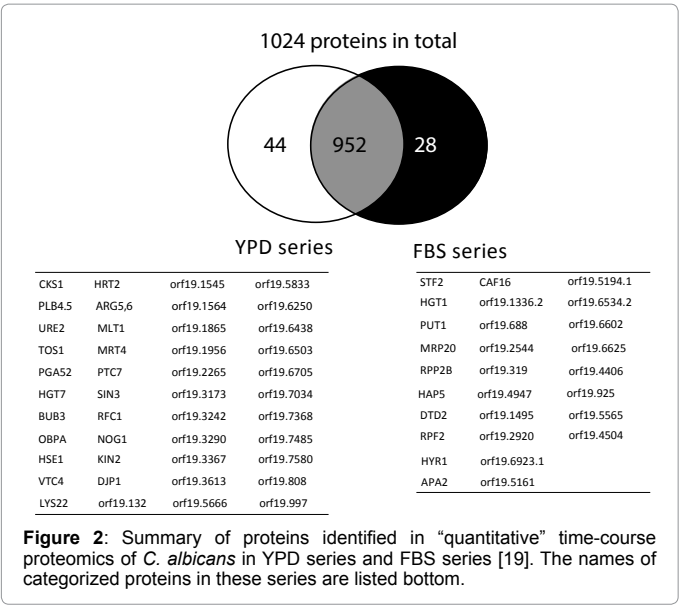 1024 proteins in total
44 952 28
YPD series FBS series
CKS1 HRT2 orf19.1545 orf19.5833
PLB4.5 ARG5,6 orf19.1564 orf19.6250
URE2 MLT1 orf19.1865 orf19.6438
TOS1 MRT4 orf19.1956 orf19.6503
PGA52 PTC7 orf19.2265 orf19.6705
HGT7 SIN3 orf19.3173 orf19.7034
BUB3 RFC1 orf19.3242 orf19.7368
OBPA NOG1 orf19.3290 orf19.7485
HSE1 KIN2 orf19.3367 orf19.7580
VTC4 DJP1 orf19.3613 orf19.808
LYS22 orf19.132 orf19.5666 orf19.997
STF2 CAF16 orf19.5194.1
HGT1 orf19.1336.2 orf19.6534.2
PUT1 orf19.688 orf19.6602
MRP20 orf19.2544 orf19.6625
RPP2B orf19.319 orf19.4406
HAP5 orf19.4947 orf19.925
DTD2 orf19.1495 orf19.5565
RPF2 orf19.2920 orf19.4504
HYR1 orf19.6923.1
APA2 orf19.5161
Figure 2: Summary of proteins identified in “quantitative” time-course
proteomics of C. albicans in YPD series and FBS series [19]. The names of
categorized proteins in these series are listed bottom.